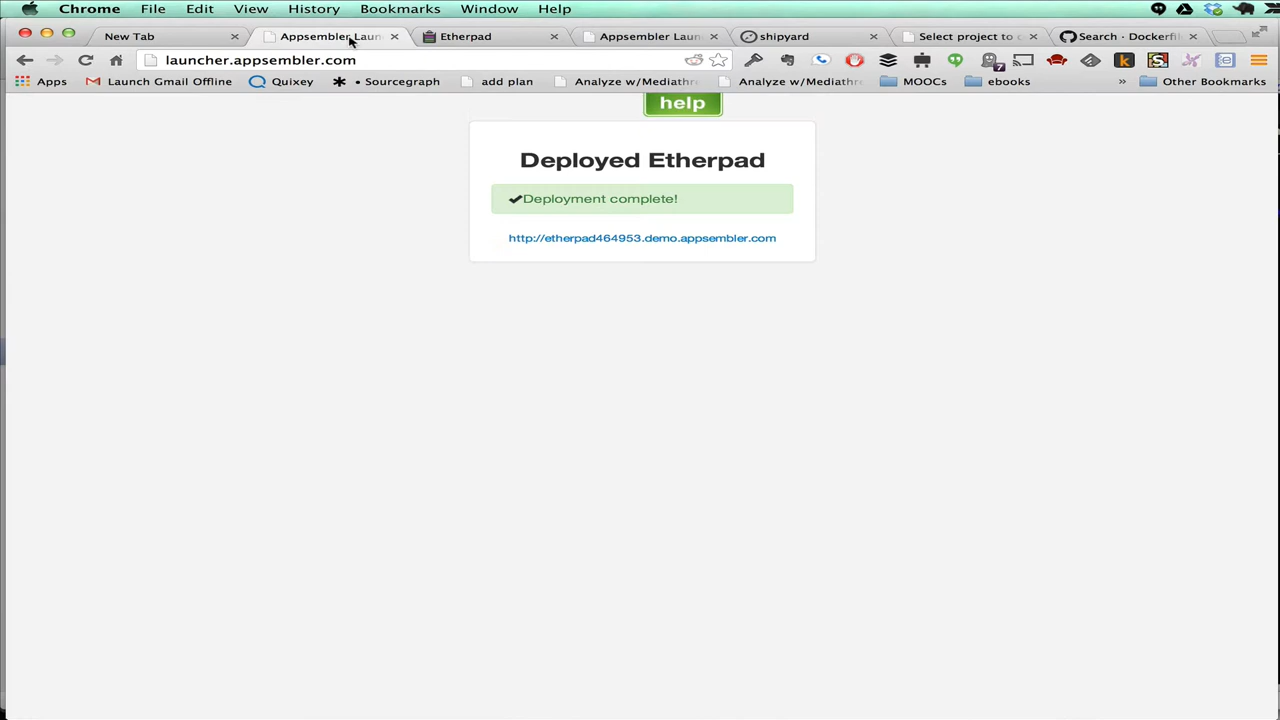 Chrome File Edit View History Bookmarks Window Help
New Tab Appsembler Laun Etherpad Appsembler Laun shipyard Select project to c Search · Dockerfi
launcher.appsembler.com
Apps Launch Gmail Offline Quixey • Sourcegraph add plan Analyze w/Mediathr Analyze w/Mediathr MOOCs ebooks » Other Bookmarks
help
Deployed Etherpad
Deployment complete!
http://etherpad464953.demo.appsembler.com